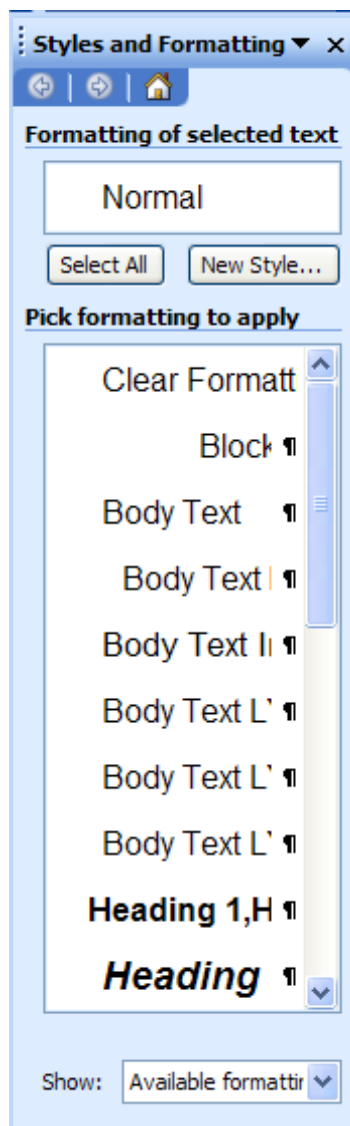 Styles and Formatting
Formatting of selected text
Normal
Select All New Style...
Pick formatting to apply
Clear Formatt
Block ¶
Body Text ¶
Body Text ¶
Body Text I ¶
Body Text L ¶
Body Text L ¶
Body Text L ¶
Heading 1,H ¶
Heading ¶
Show: Available formattin